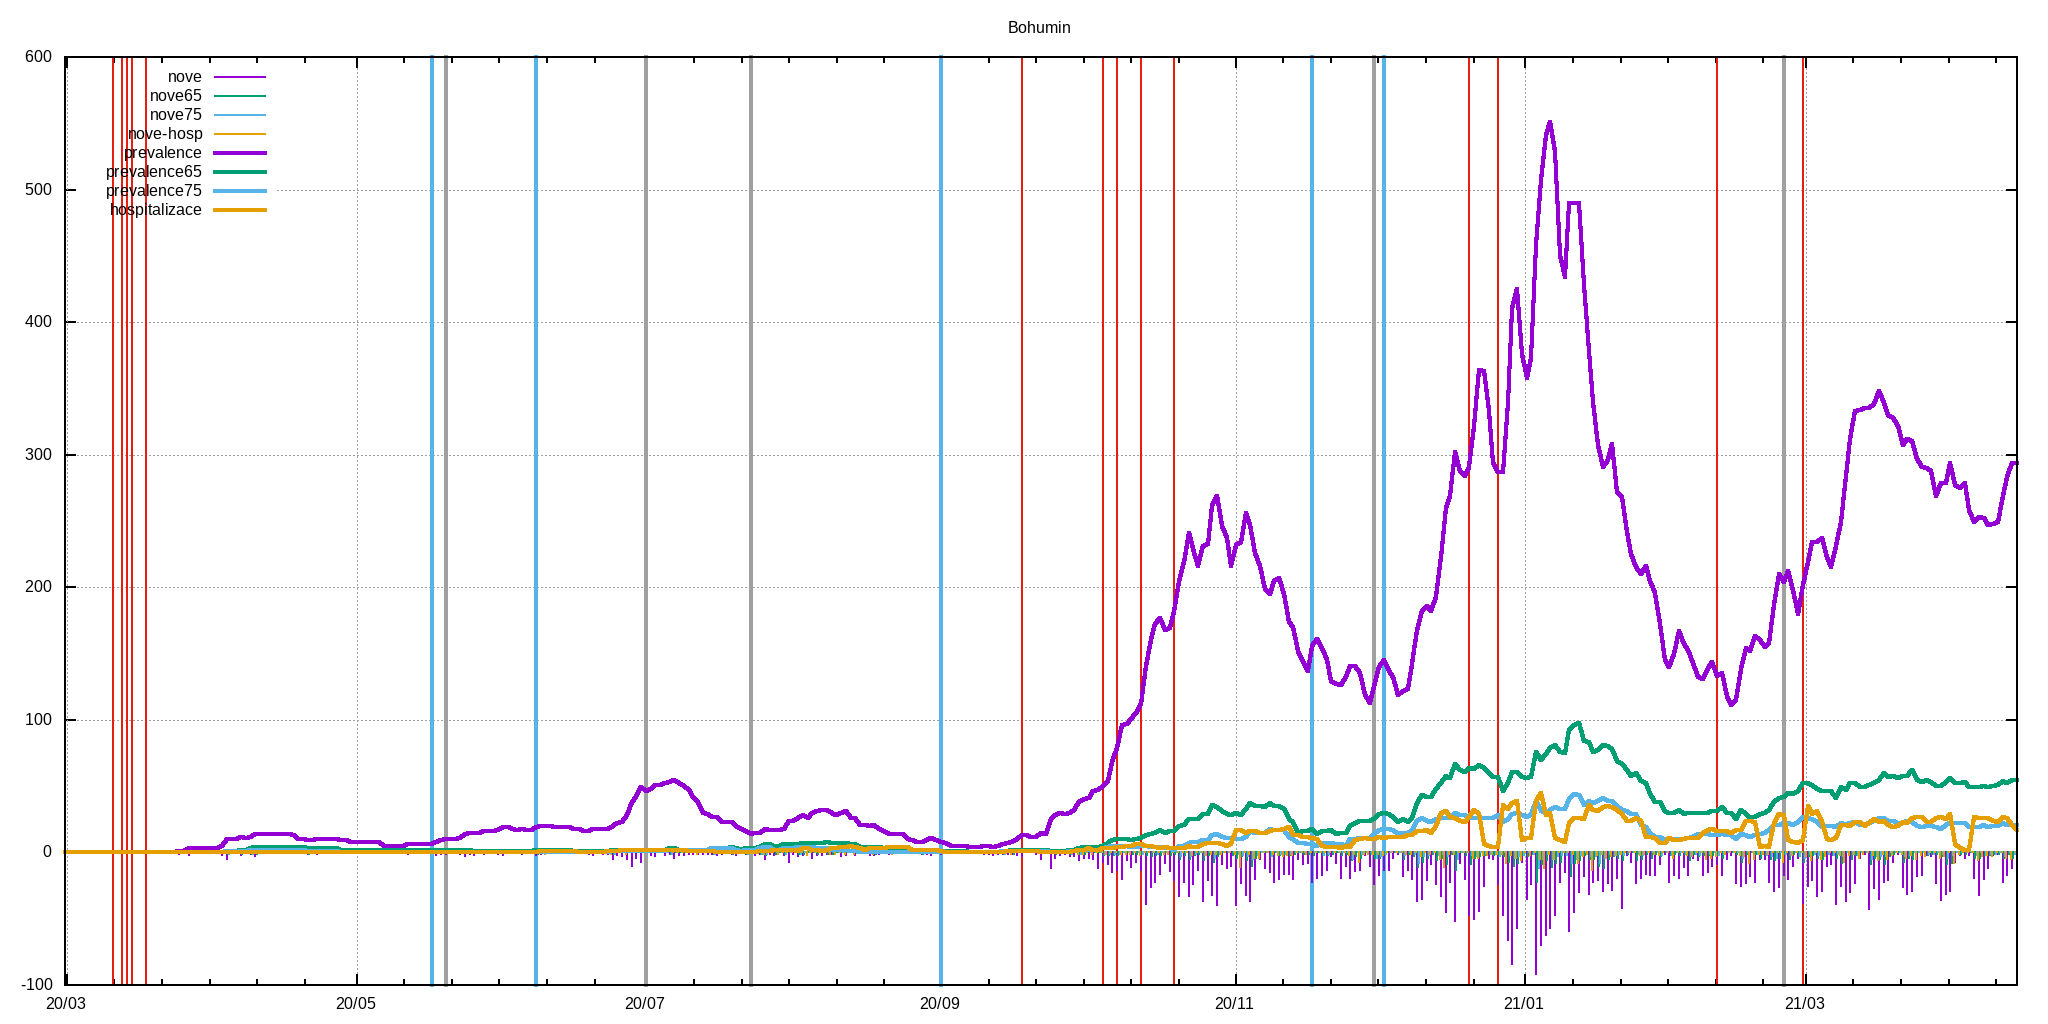 Bohumin
600
500
400
300
200
100
0
-100
nove
nove65
nove75
nove-hosp
prevalence
prevalence65
prevalence75
hospitalizace
20/03 20/05 20/07 20/09 20/11 21/01 21/03